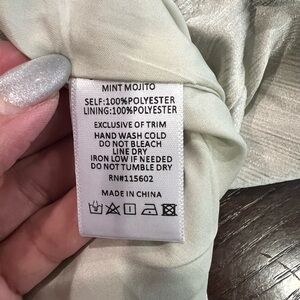 MINT MOJITO
SELF:100%POLYESTER
LINING:100%POLYESTER
EXCLUSIVE OF TRIM
HAND WASH COLD
DO NOT BLEACH
LINE DRY
IRON LOW IF NEEDED
DO NOT TUMBLE DRY
RN#115602
MADE IN CHINA